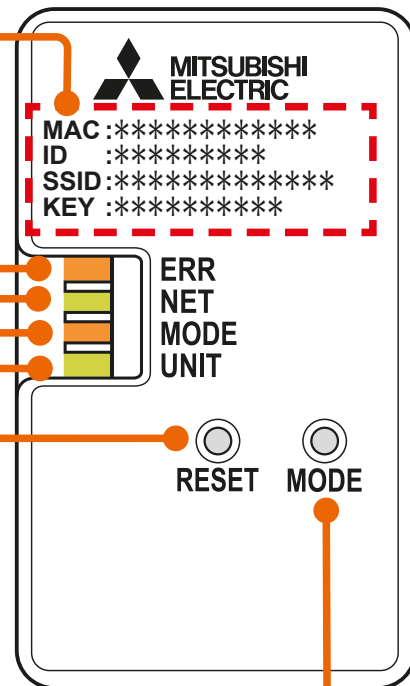 MITSUBISHI
ELECTRIC
MAC :************
ID :*********
SSID:*************
KEY :**********
ERR
NET
MODE
UNIT
RESET MODE